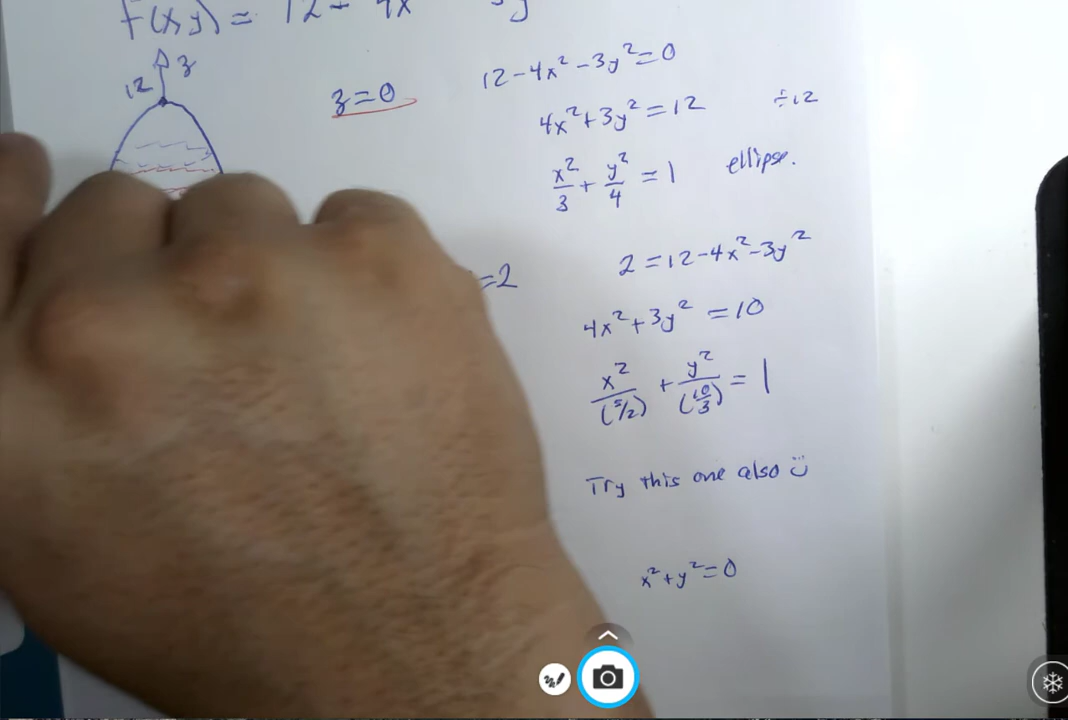 f(x,y) = 12 - 4x
z
12
z=0
12-4x²-3y²=0
4x²+3y²=12 ÷12
x²/3 + y²/4 = 1 ellipse.
=2
2=12-4x²-3y²
4x²+3y²=10
x²/(5/2) + y²/(10/3) = 1
Try this one also ü
x²+y²=0